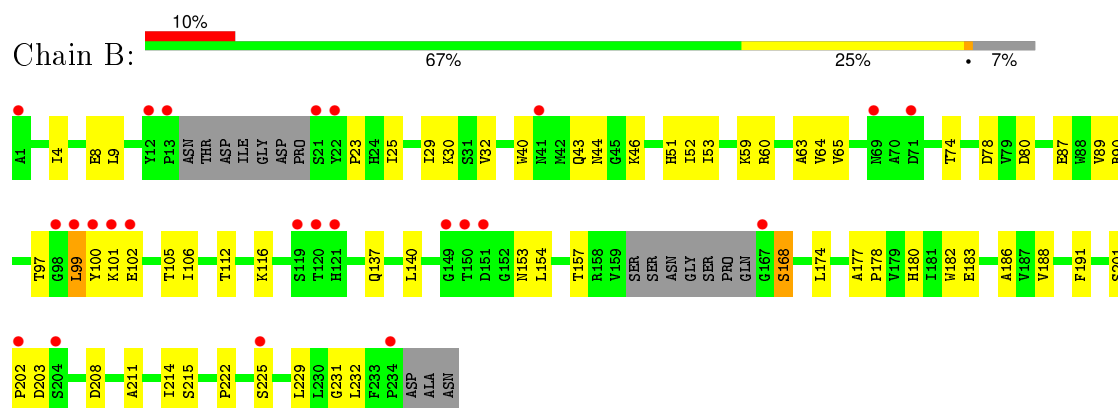 10%
Chain B:
67% 25% • 7%
A1 I4 E8 L9 Y12 P13 ASN THR ASP ILE GLY ASP PRO S21 Y22 P23 H24 I25 I29 K30 S31 V32 W40 N41 M42 Q43 N44 G45 K46 H51 I52 I53 K59 R60 A63 V64 V65 N69 A70 D71 T74 D78 V79 D80 E87 W88 V89 R90
T97 G98 L99 Y100 K101 E102 T105 I106 T112 K116 S119 T120 H121 Q137 L140 G149 T150 D151 G152 N153 L154 T157 R158 V159 SER SER ASN GLY SER PRO GLN G167 S168 L174 A177 P178 V179 H180 I181 W182 E183 A186 V187 V188 F191 S201
P202 D203 S204 D208 A211 I214 S215 P222 S225 L229 L230 G231 L232 F233 P234 ASP ALA ASN